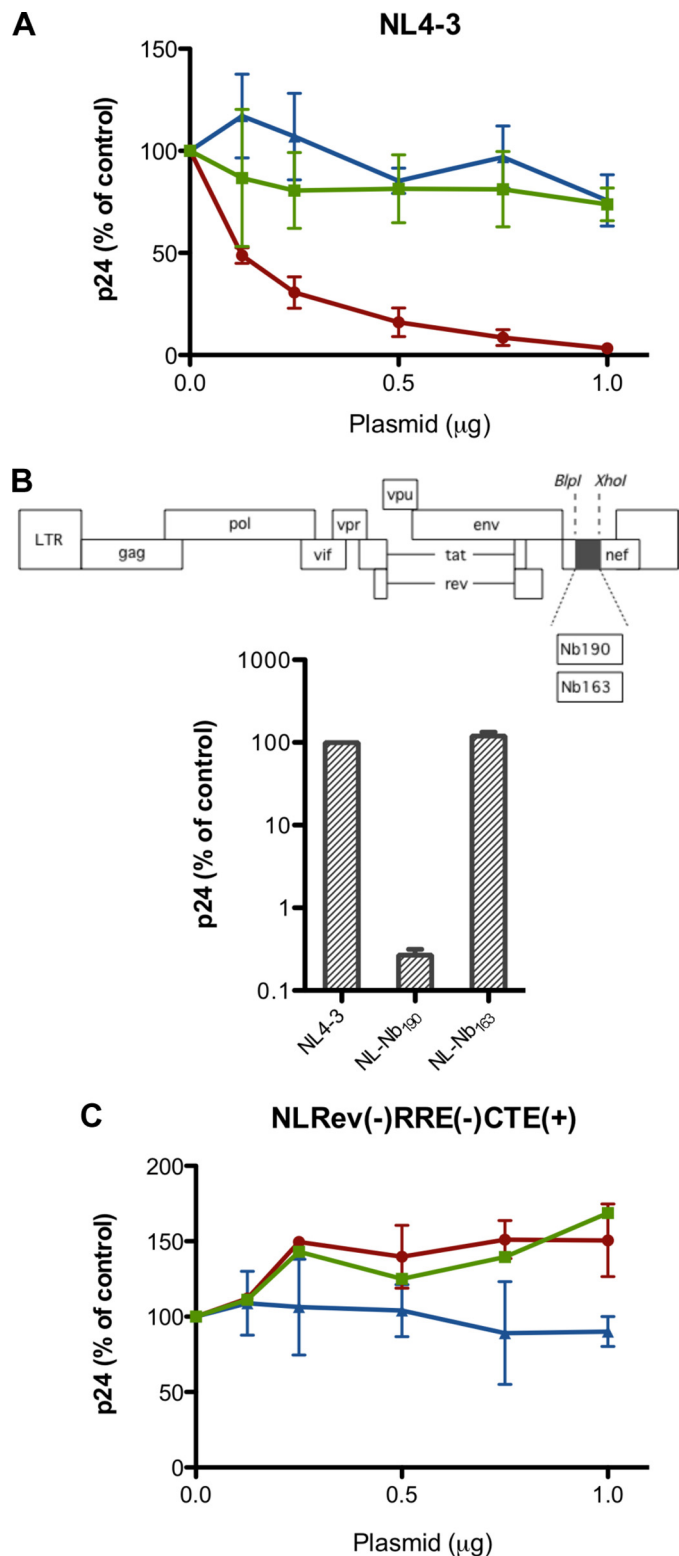 A
NL4-3
150
100
50
0
p24 (% of control)
0.0 0.5 1.0
Plasmid (μg)
B
BlpI XhoI
vpu
pol vpr env
LTR
gag vif tat nef
rev
Nb190
Nb163
1000
100
10
1
0.1
p24 (% of control)
NL4-3 NL-Nb190 NL-Nb163
C
NLRev(-)RRE(-)CTE(+)
200
150
100
50
0
p24 (% of control)
0.0 0.5 1.0
Plasmid (μg)